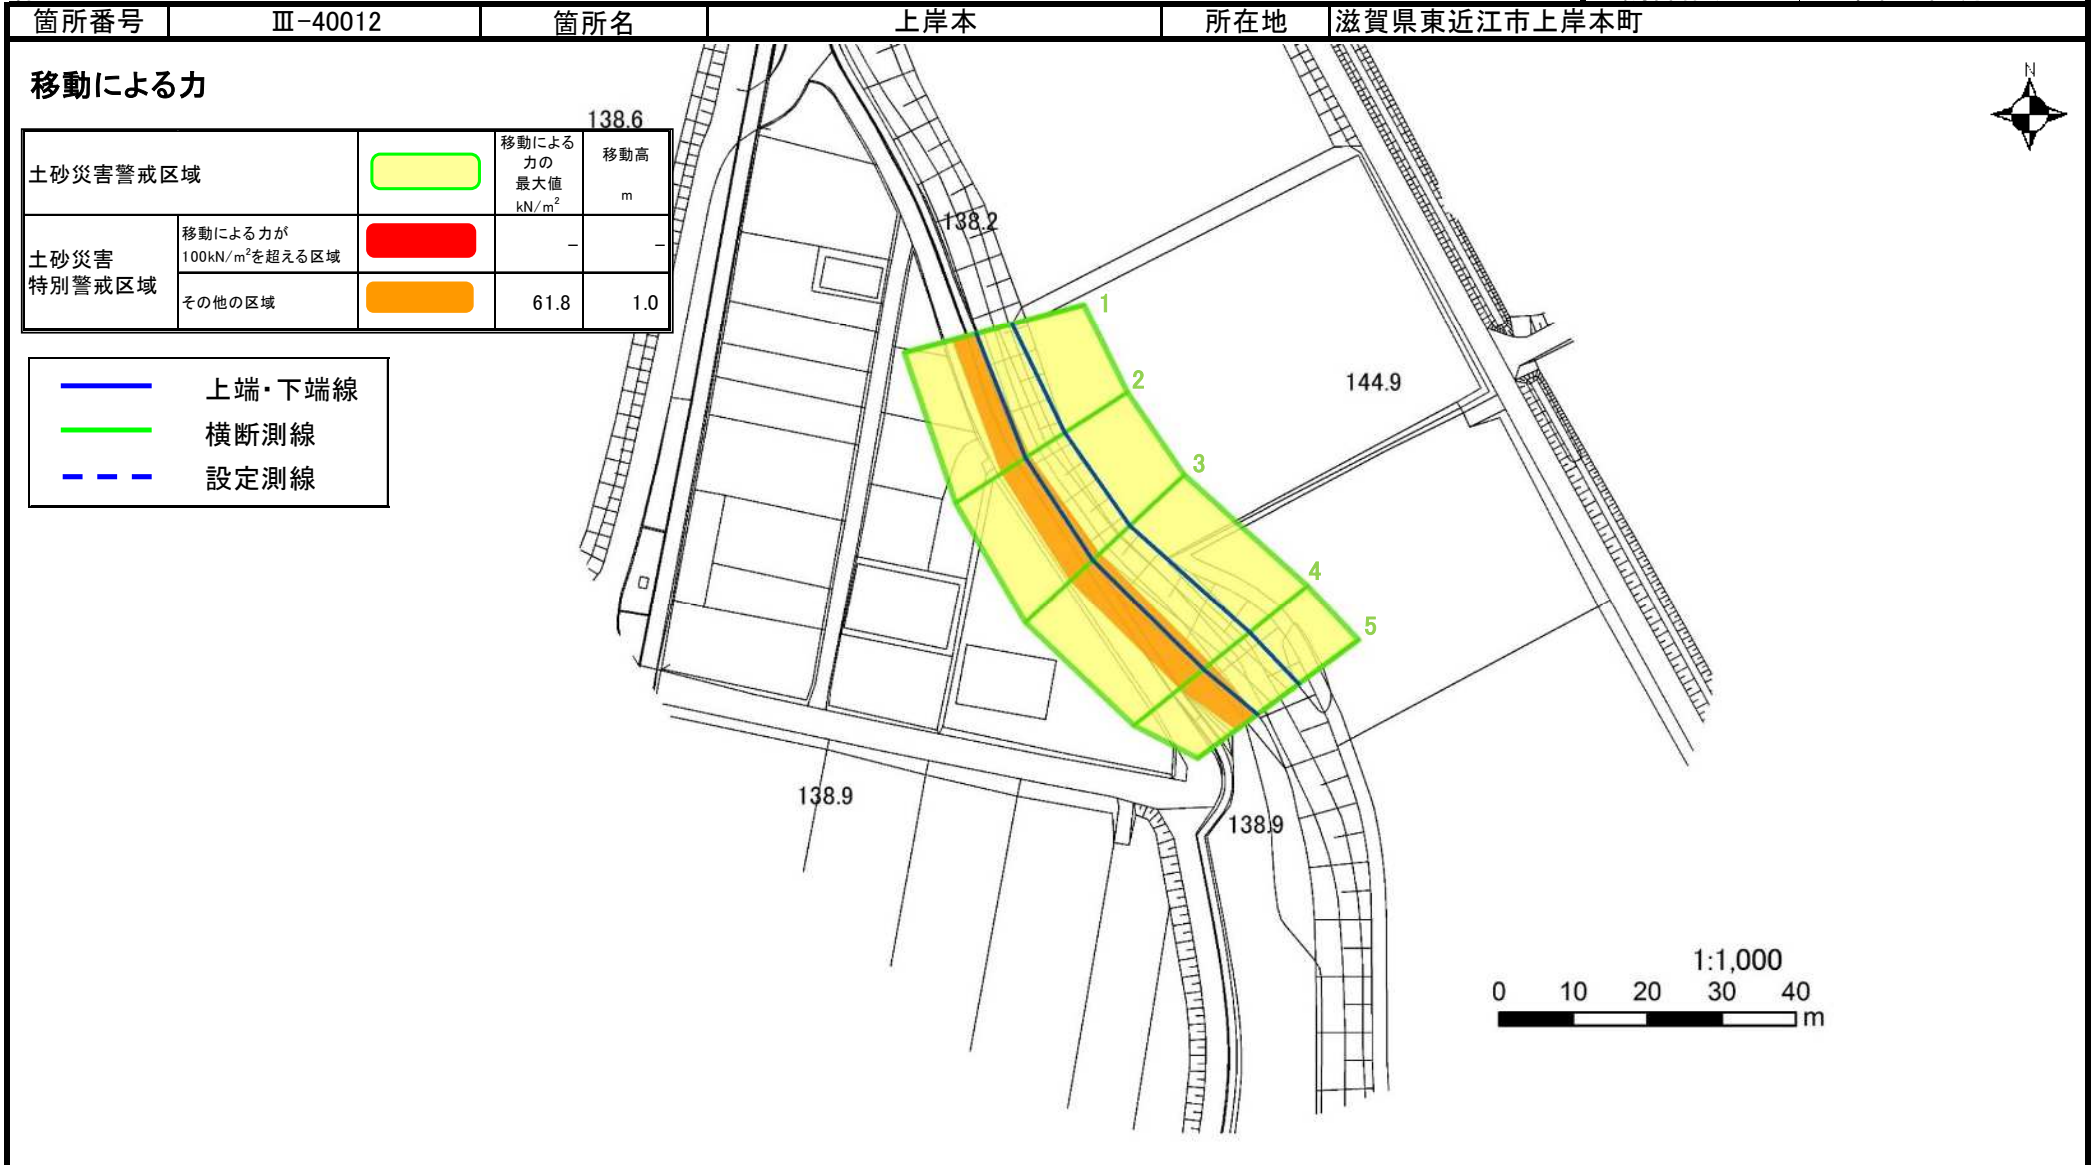 箇所番号 Ⅲ-40012 箇所名 上岸本 所在地 滋賀県東近江市上岸本町
移動による力
土砂災害警戒区域
移動による
力の
最大値
kN/m²
移動高
m
土砂災害
特別警戒区域
移動による力が
100kN/m²を超える区域
－ －
その他の区域
61.8 1.0
上端・下端線
横断測線
設定測線
N
138.6
138.2
1
2
144.9
3
4
5
138.9
138.9
1:1,000
0 10 20 30 40
m